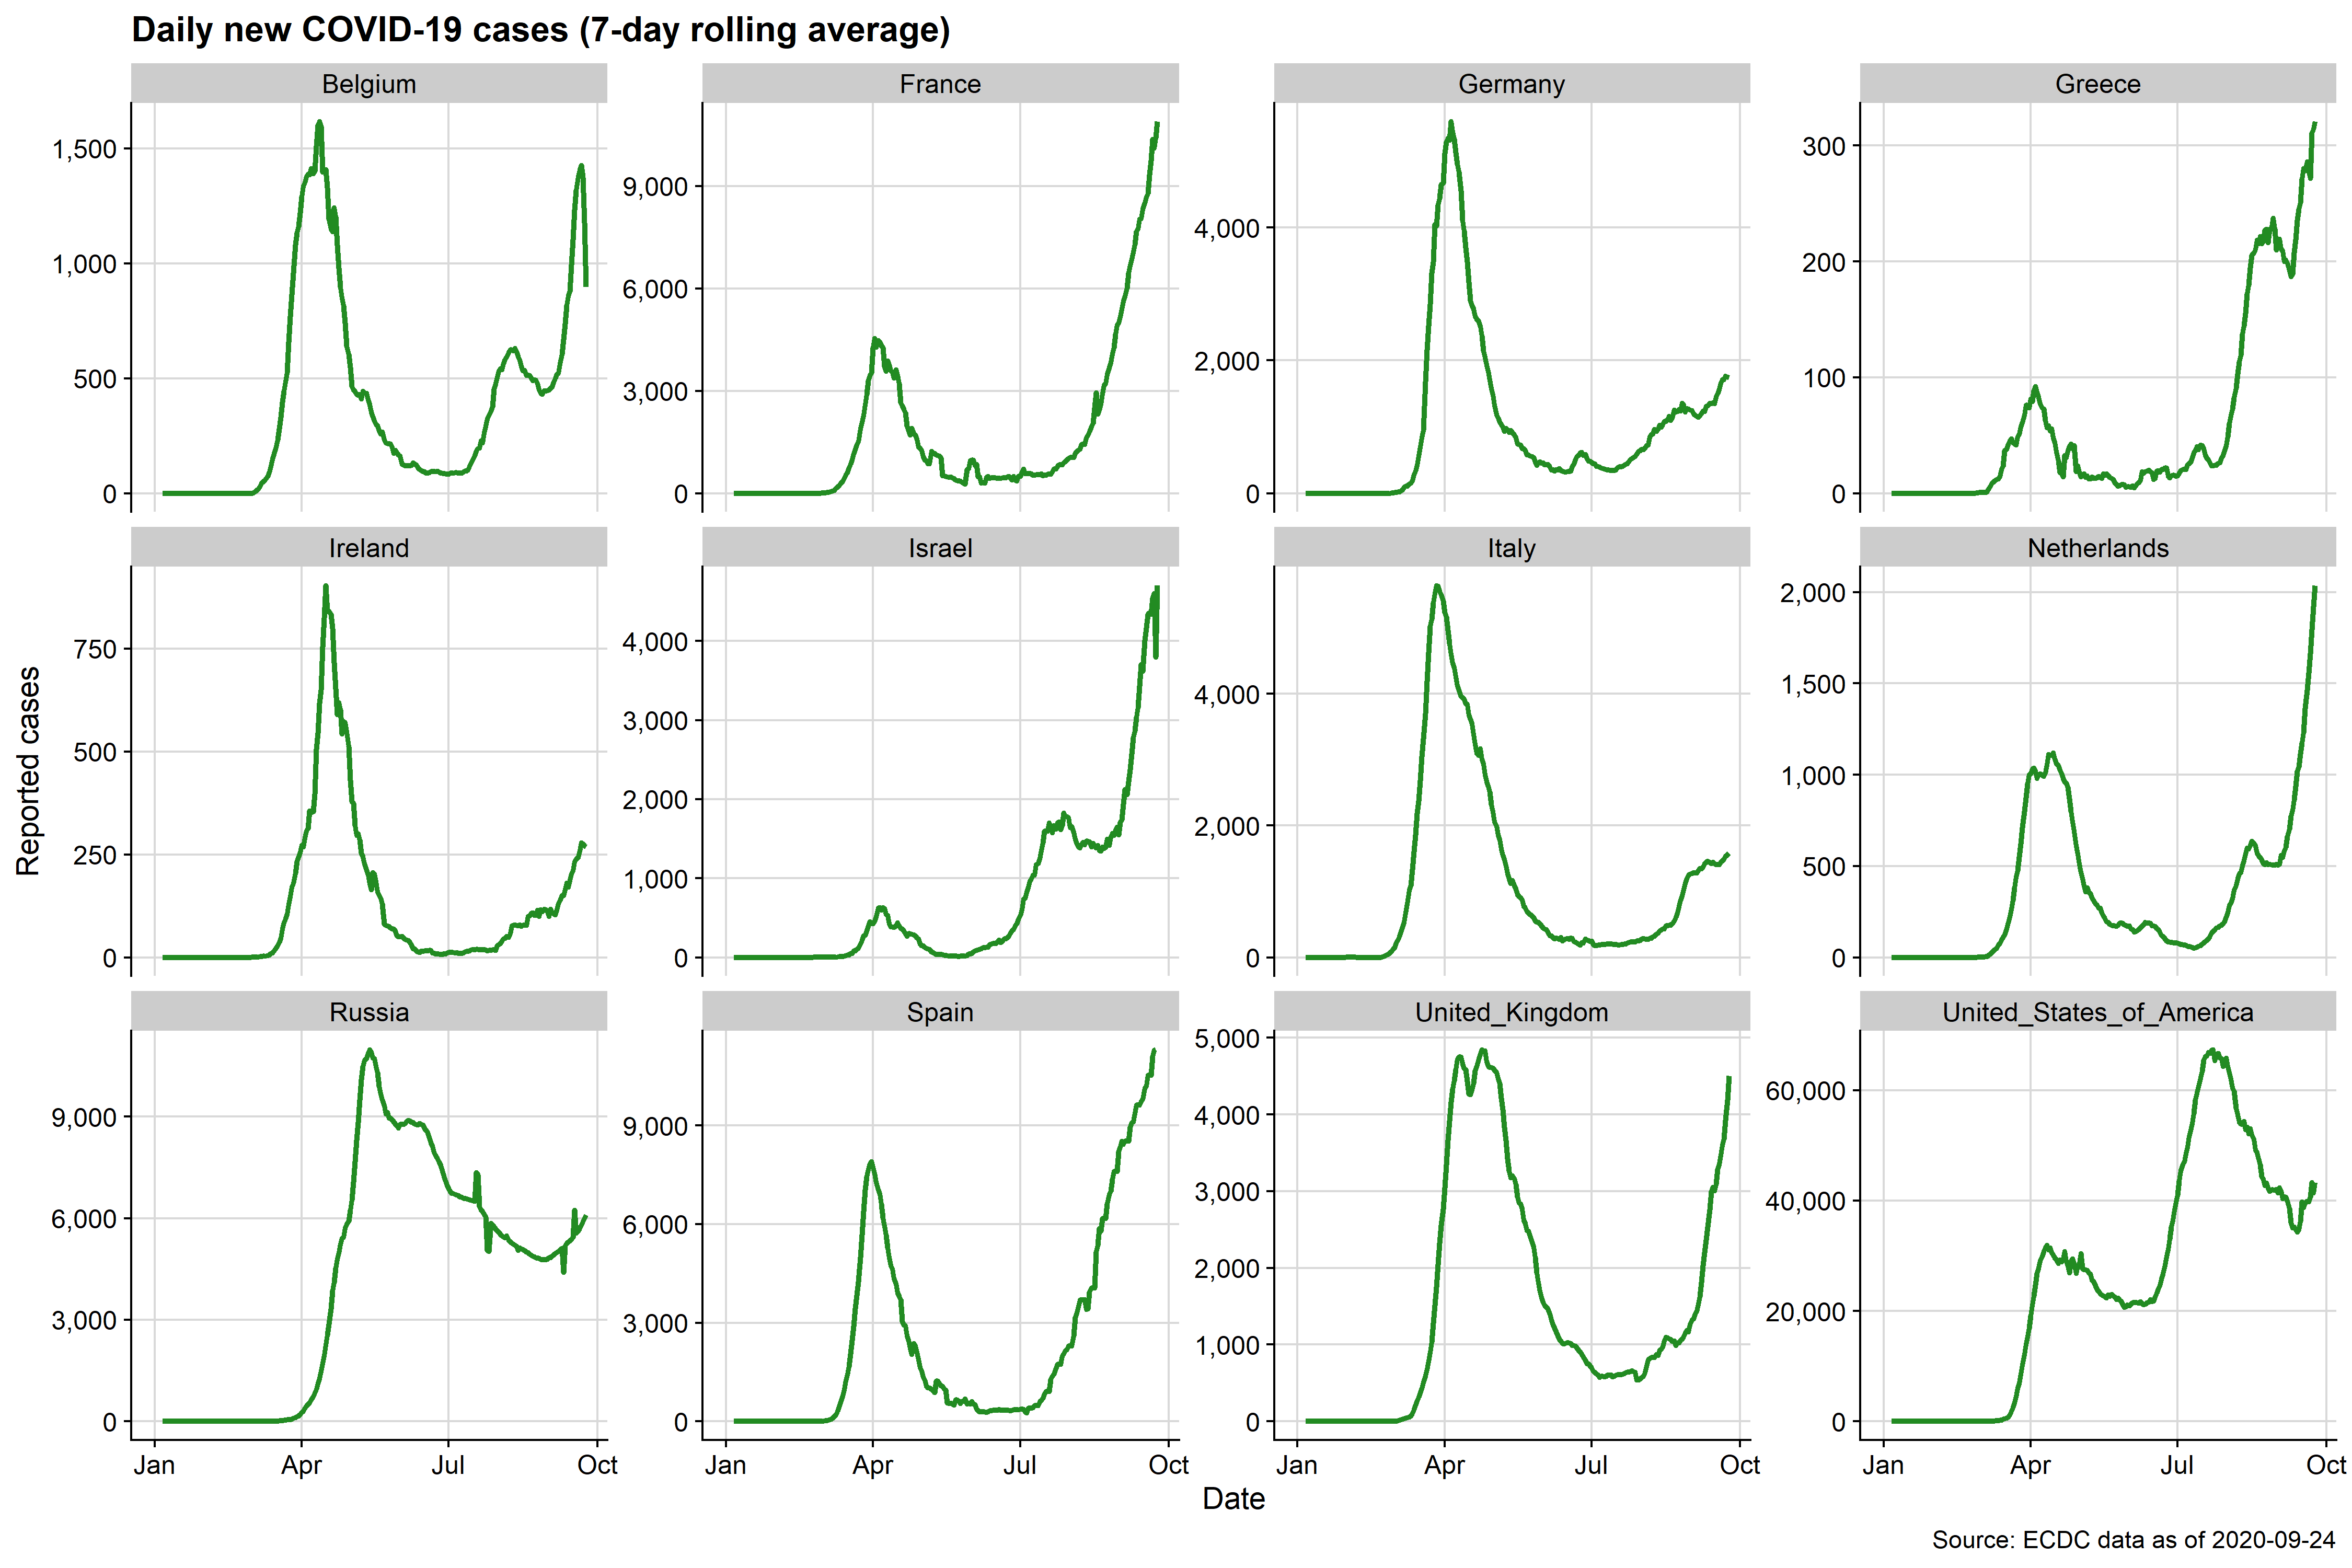 Daily new COVID-19 cases (7-day rolling average)
Belgium
France
Germany
Greece
1,500
1,000
500
0
9,000
6,000
3,000
0
4,000
2,000
0
300
200
100
0
Ireland
Israel
Italy
Netherlands
750
500
250
0
4,000
3,000
2,000
1,000
0
4,000
2,000
0
2,000
1,500
1,000
500
0
Russia
Spain
United_Kingdom
United_States_of_America
9,000
6,000
3,000
0
9,000
6,000
3,000
0
5,000
4,000
3,000
2,000
1,000
0
60,000
40,000
20,000
0
Jan Apr Jul Oct
Jan Apr Jul Oct
Jan Apr Jul Oct
Jan Apr Jul Oct
Reported cases
Date
Source: ECDC data as of 2020-09-24